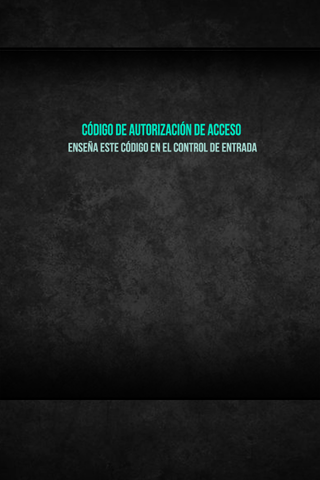 CÓDIGO DE AUTORIZACIÓN DE ACCESO
ENSEÑA ESTE CÓDIGO EN EL CONTROL DE ENTRADA